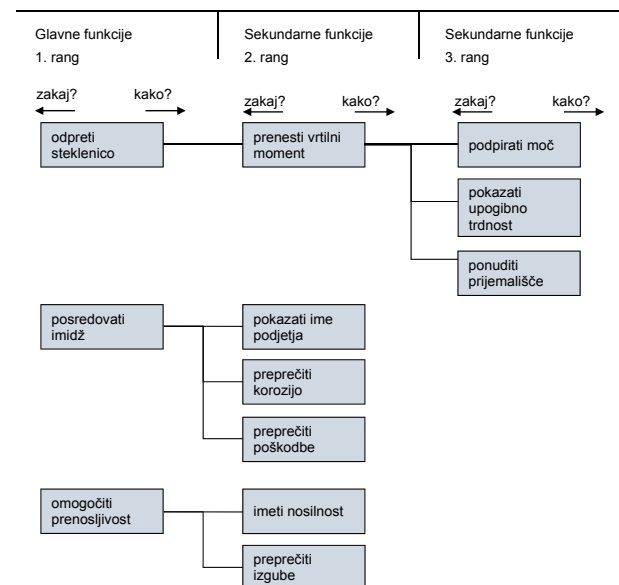 Glavne funkcije
1. rang
Sekundarne funkcije
2. rang
Sekundarne funkcije
3. rang
zakaj?
kako?
zakaj?
kako?
zakaj?
kako?
odpreti
steklenico
prenesti vrtilni
moment
podpirati moč
pokazati
upogibno
trdnost
ponuditi
prijemališče
posredovati
imidž
pokazati ime
podjetja
preprečiti
korozijo
preprečiti
poškodbe
omogočiti
prenosljivost
imeti nosilnost
preprečiti
izgube